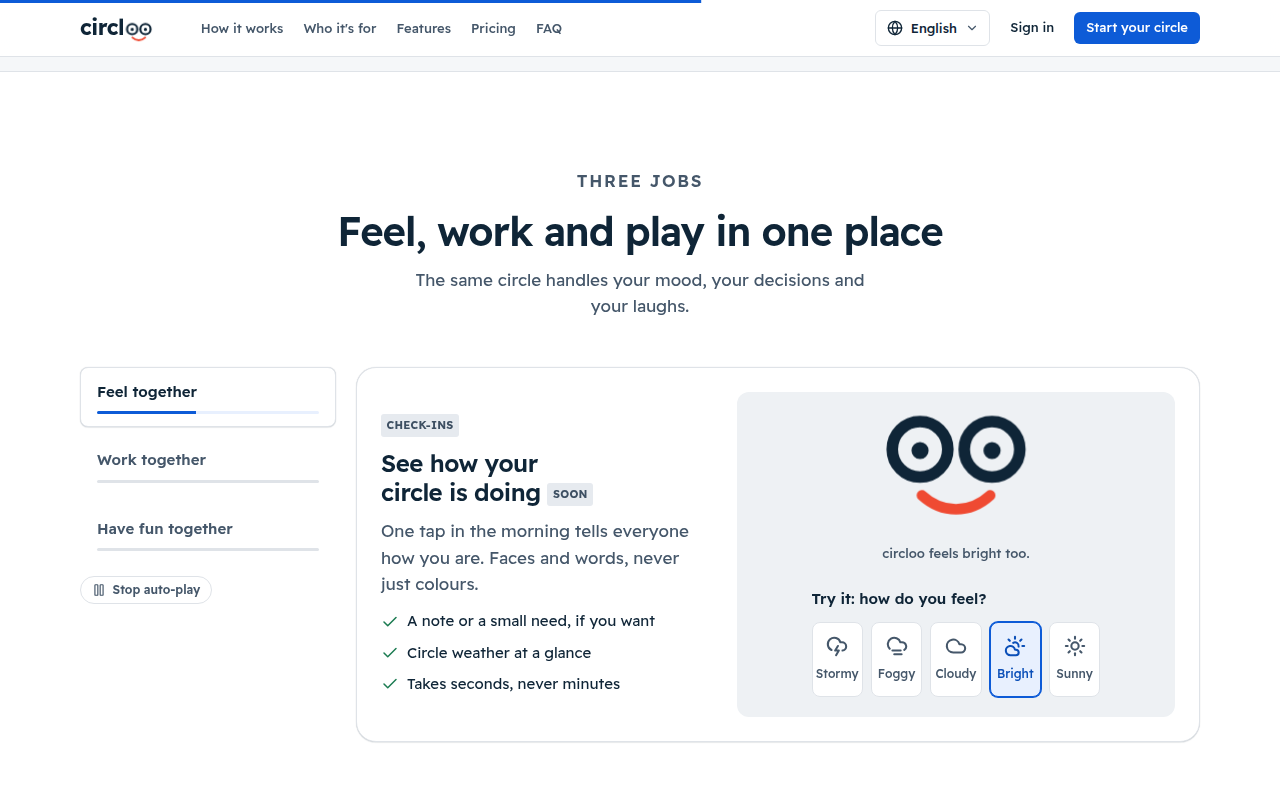 circloo
How it works
Who it's for
Features
Pricing
FAQ
English
Sign in
Start your circle
THREE JOBS
Feel, work and play in one place
The same circle handles your mood, your decisions and
your laughs.
Feel together
Work together
Have fun together
Stop auto-play
CHECK-INS
See how your
circle is doing SOON
One tap in the morning tells everyone
how you are. Faces and words, never
just colours.
A note or a small need, if you want
Circle weather at a glance
Takes seconds, never minutes
circloo feels bright too.
Try it: how do you feel?
Stormy
Foggy
Cloudy
Bright
Sunny